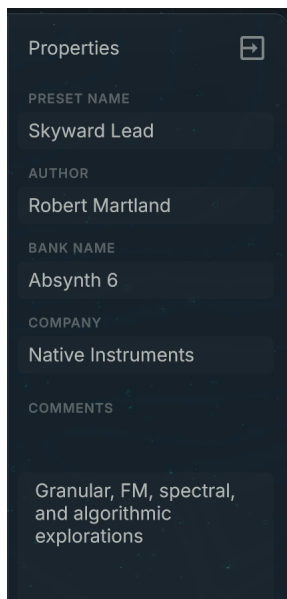 Properties
PRESET NAME
Skyward Lead
AUTHOR
Robert Martland
BANK NAME
Absynth 6
COMPANY
Native Instruments
COMMENTS
Granular, FM, spectral,
and algorithmic
explorations